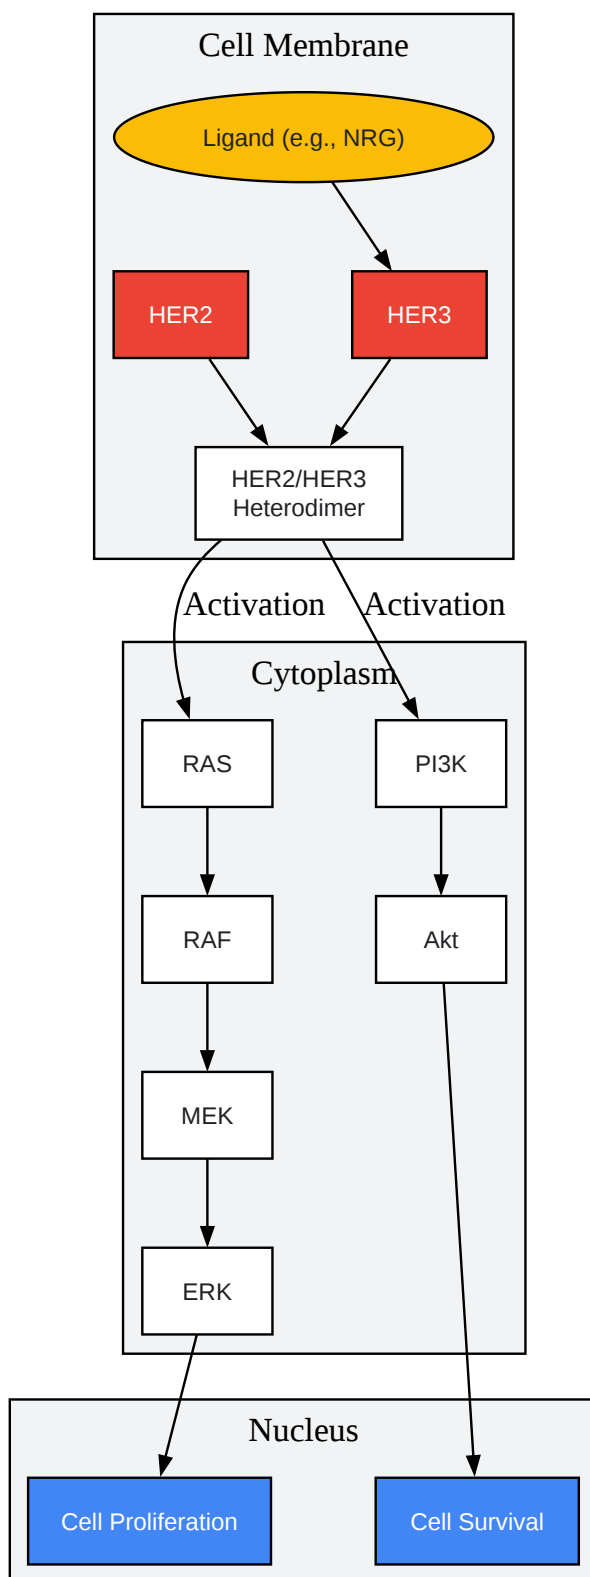 Cell Membrane
Ligand (e.g., NRG)
HER2
HER3
HER2/HER3
Heterodimer
Activation
Activation
Cytoplasm
RAS
PI3K
RAF
Akt
MEK
ERK
Nucleus
Cell Proliferation
Cell Survival